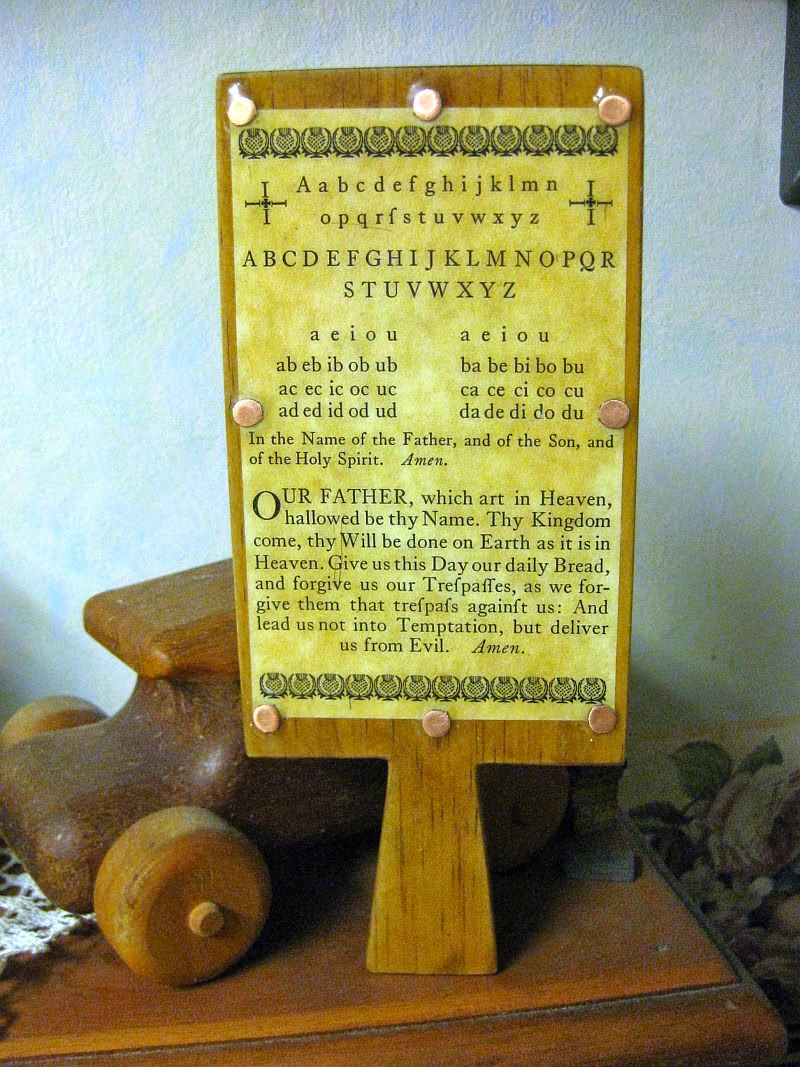 A a b c d e f g h i j k l m n
o p q r ſ s t u v w x y z
A B C D E F G H I J K L M N O P Q R
S T U V W X Y Z
a e i o u a e i o u
ab eb ib ob ub ba be bi bo bu
ac ec ic oc uc ca ce ci co cu
ad ed id od ud da de di do du
In the Name of the Father, and of the Son, and
of the Holy Spirit. Amen.
OUR FATHER, which art in Heaven,
hallowed be thy Name. Thy Kingdom
come, thy Will be done on Earth as it is in
Heaven. Give us this Day our daily Bread,
and forgive us our Treſpaſſes, as we for-
give them that treſpaſs againſt us: And
lead us not into Temptation, but deliver
us from Evil. Amen.